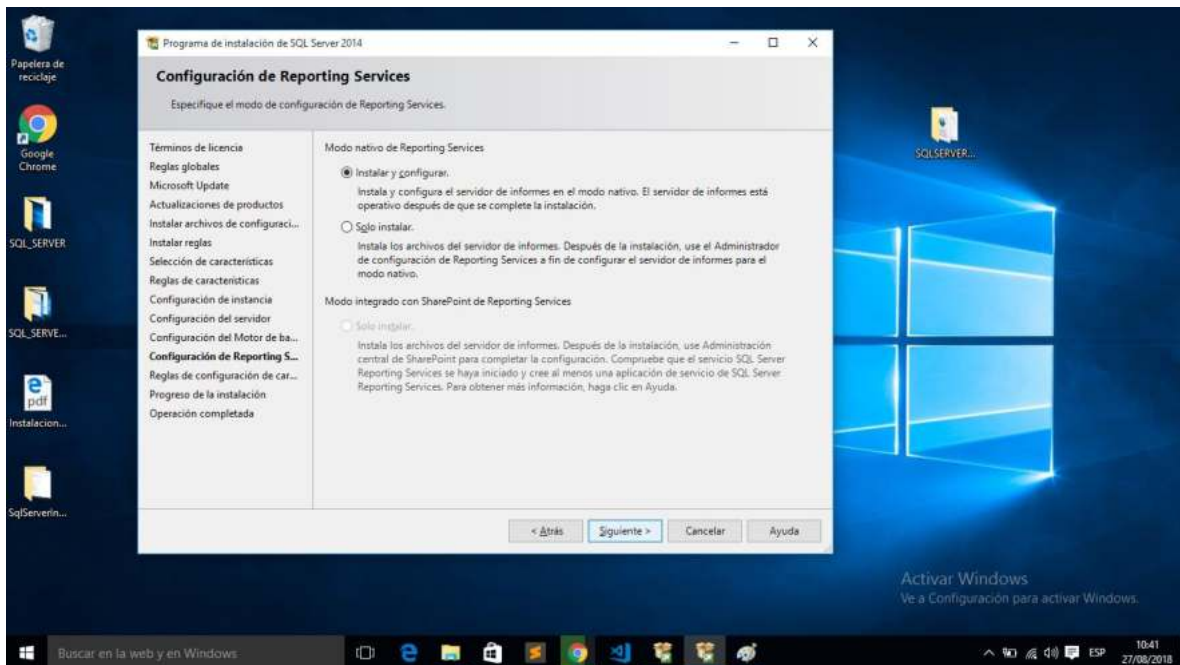 Papelera de
reciclaje
Google
Chrome
SQL_SERVER
SQL_SERVE...
pdf
Instalacion...
SqlServerIn...
Programa de instalación de SQL Server 2014
Configuración de Reporting Services
Especifique el modo de configuración de Reporting Services.
Términos de licencia
Reglas globales
Microsoft Update
Actualizaciones de productos
Instalar archivos de configuraci...
Instalar reglas
Selección de características
Reglas de características
Configuración de instancia
Configuración del servidor
Configuración del Motor de ba...
Configuración de Reporting S...
Reglas de configuración de car...
Progreso de la instalación
Operación completada
Modo nativo de Reporting Services
Instalar y configurar.
Instala y configura el servidor de informes en el modo nativo. El servidor de informes está
operativo después de que se complete la instalación.
Solo instalar.
Instala los archivos del servidor de informes. Después de la instalación, use el Administrador
de configuración de Reporting Services a fin de configurar el servidor de informes para el
modo nativo.
Modo integrado con SharePoint de Reporting Services
Solo instalar.
Instala los archivos del servidor de informes. Después de la instalación, use Administración
central de SharePoint para completar la configuración. Compruebe que el servicio SQL Server
Reporting Services se haya iniciado y cree al menos una aplicación de servicio de SQL Server
Reporting Services. Para obtener más información, haga clic en Ayuda.
< Atrás
Siguiente >
Cancelar
Ayuda
SQLSERVER...
Activar Windows
Ve a Configuración para activar Windows.
Buscar en la web y en Windows
ESP
10:41
27/08/2018